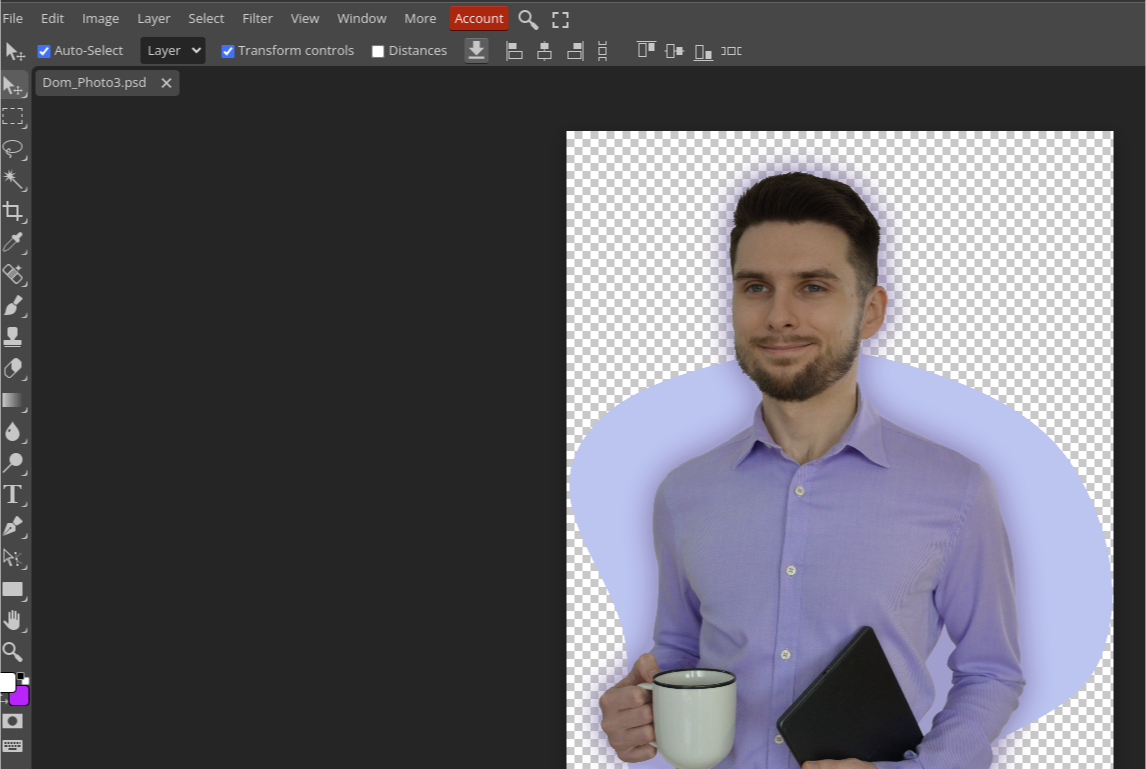 File Edit Image Layer Select Filter View Window More Account
Auto-Select Layer Transform controls Distances
Dom_Photo3.psd
T